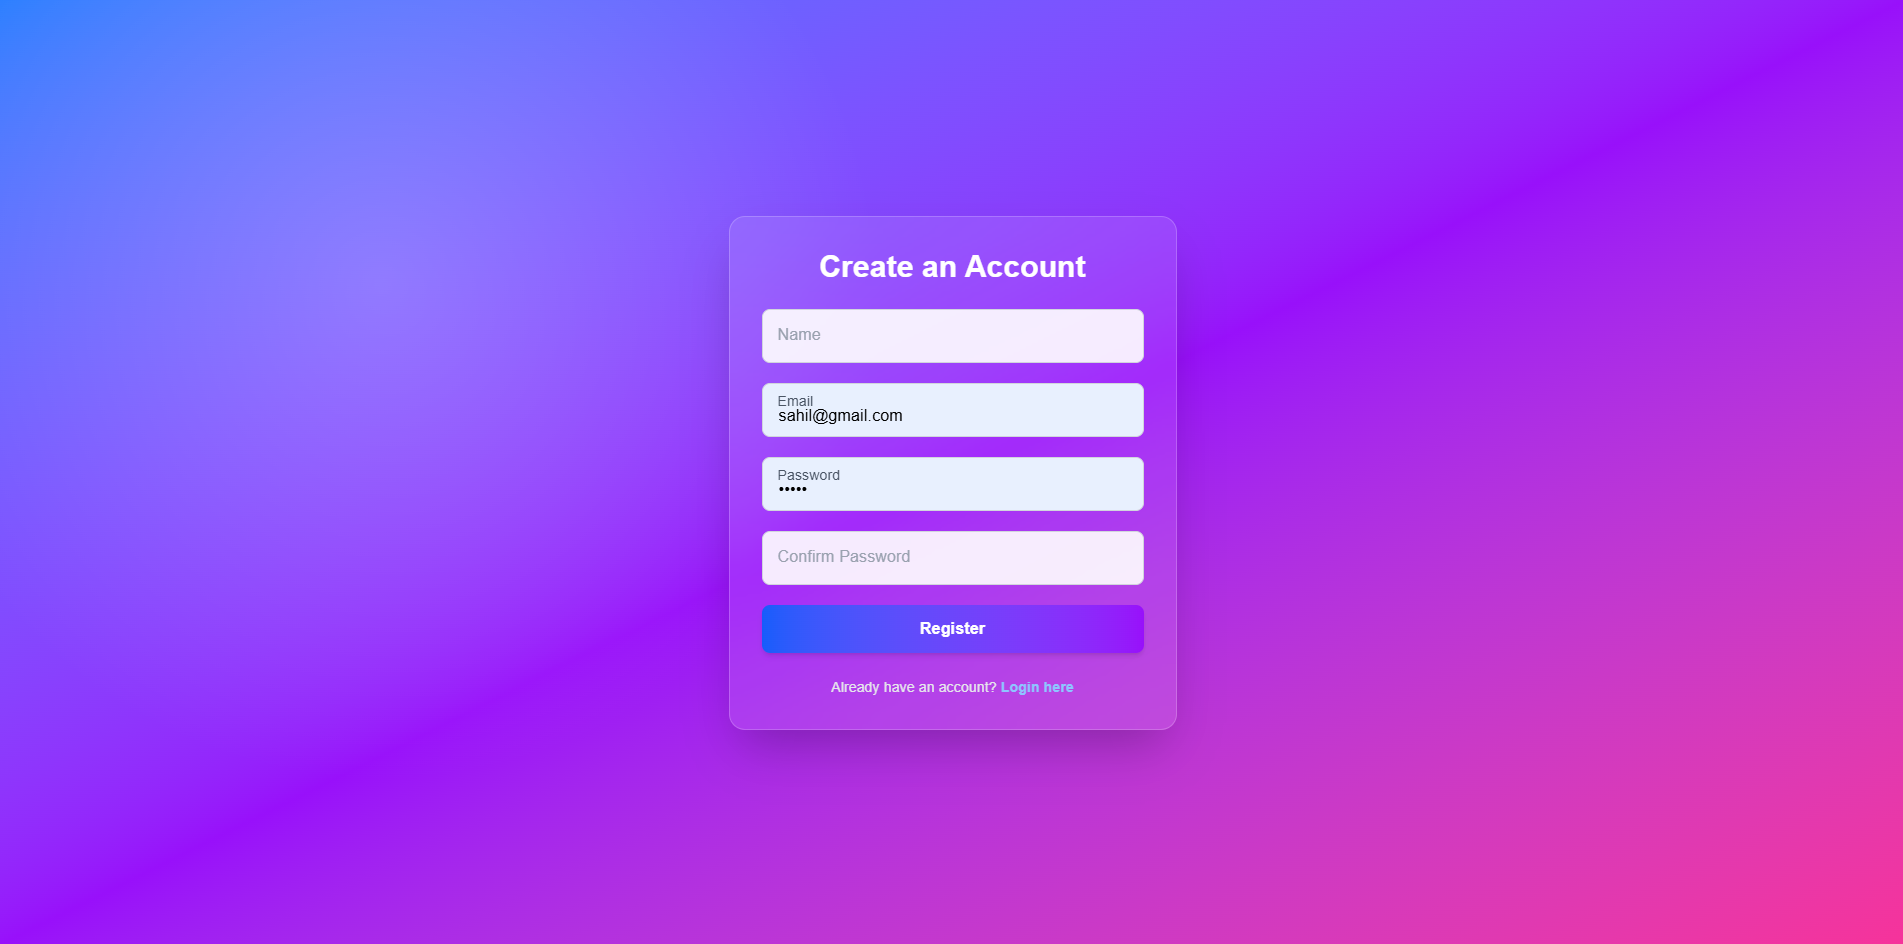 Create an Account
Name
Email
sahil@gmail.com
Password
•••••
Confirm Password
Register
Already have an account? Login here